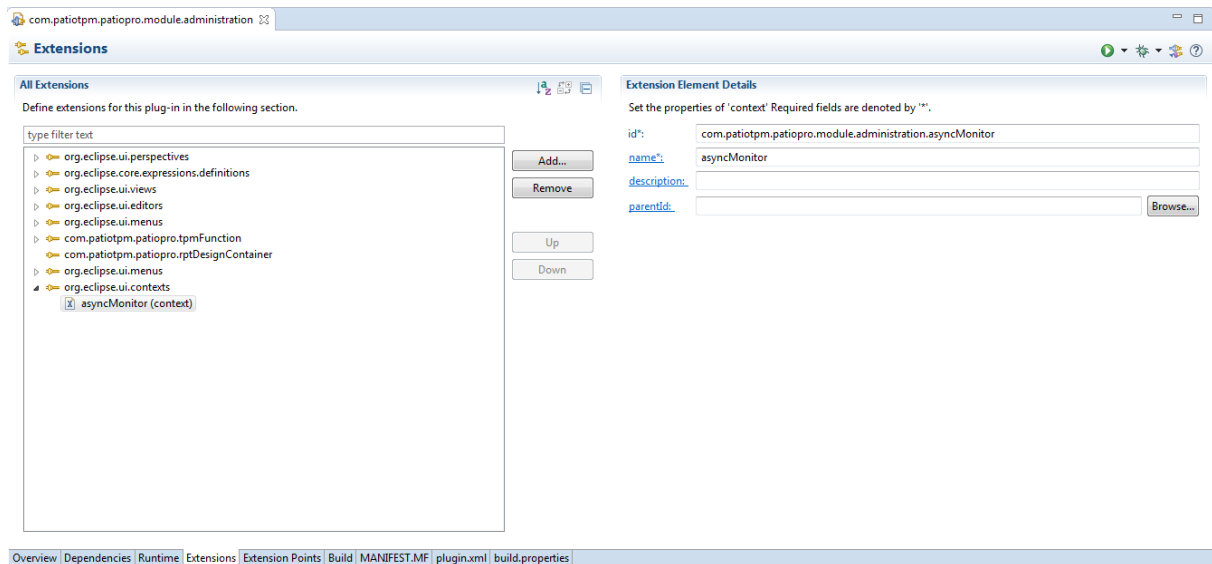 com.patiotpm.patiopro.module.administration
Extensions
All Extensions
Define extensions for this plug-in in the following section.
type filter text
org.eclipse.ui.perspectives
org.eclipse.core.expressions.definitions
org.eclipse.ui.views
org.eclipse.ui.editors
org.eclipse.ui.menus
com.patiotpm.patiopro.tpmFunction
com.patiotpm.patiopro.rptDesignContainer
org.eclipse.ui.menus
org.eclipse.ui.contexts
asyncMonitor (context)
Add...
Remove
Up
Down
Extension Element Details
Set the properties of 'context' Required fields are denoted by '*'.
id*: com.patiotpm.patiopro.module.administration.asyncMonitor
name*: asyncMonitor
description:
parentId: Browse...
Overview Dependencies Runtime Extensions Extension Points Build MANIFEST.MF plugin.xml build.properties